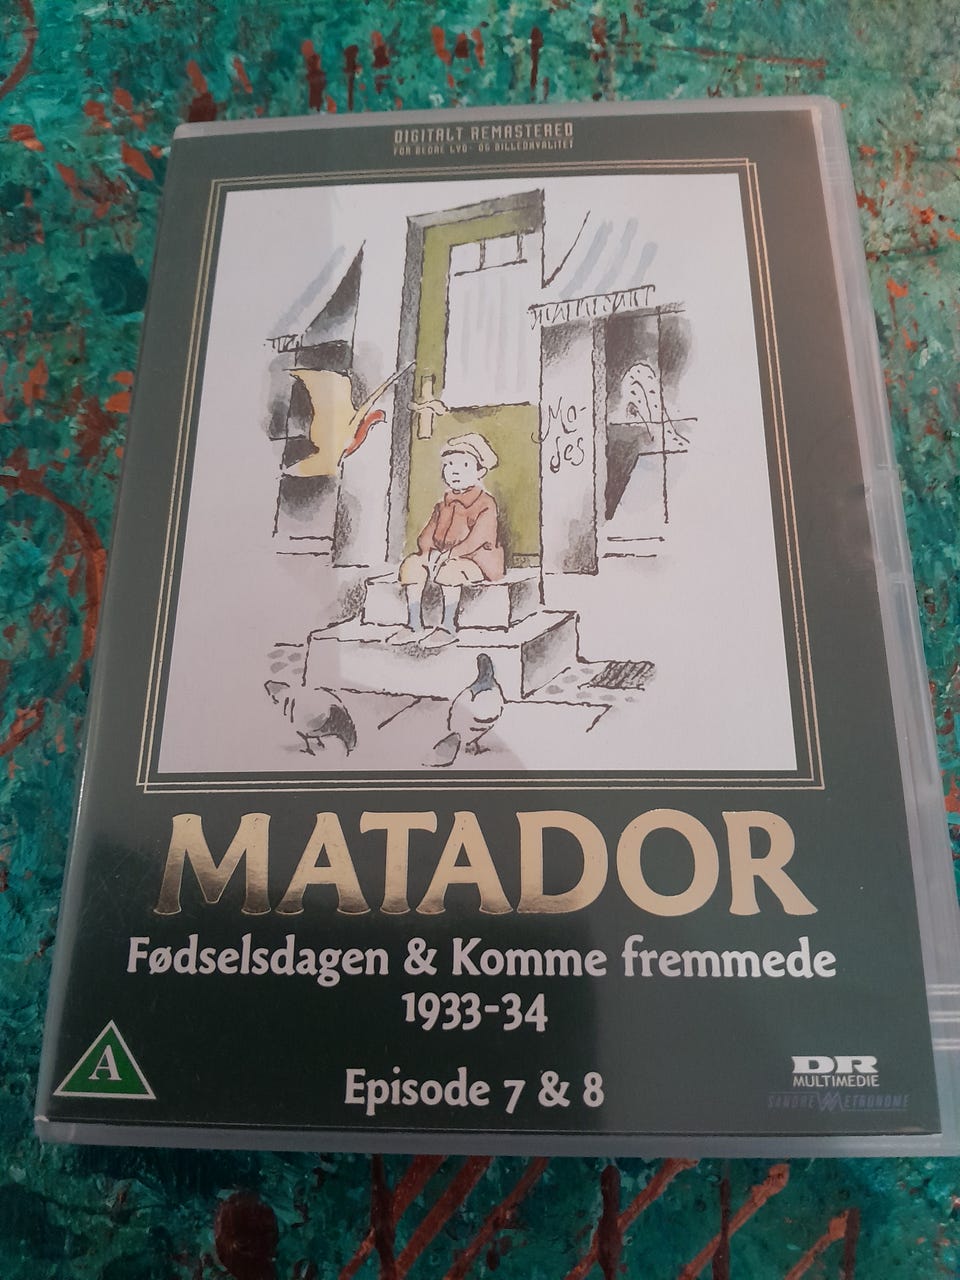 DIGITALT REMASTERED
FOR BEDRE LYD- OG BILLEDKVALITET
Mo-
des
MATADOR
Fødselsdagen & Komme fremmede
1933-34
A
Episode 7 & 8
DR
MULTIMEDIE
SANDREW METRONOME